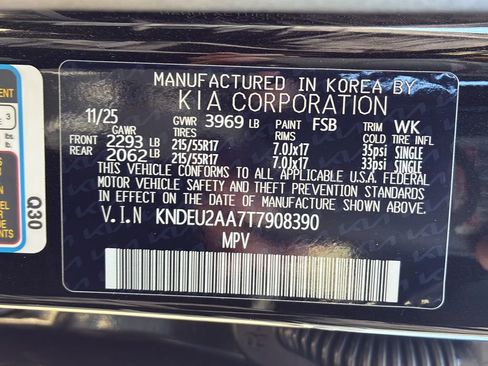 MANUFACTURED IN KOREA BY
KIA CORPORATION
11/25 GVWR 3969 LB PAINT FSB TRIM WK
GAWR TIRES RIMS COLD TIRE INFL
FRONT 2293 LB 215/55R17 7.0Jx17 35psi SINGLE
REAR 2062 LB 215/55R17 7.0Jx17 33psi SINGLE
THIS VEHICLE CONFORMS TO ALL APPLICABLE U.S.A. FEDERAL
MOTOR VEHICLE SAFETY AND THEFT PREVENTION STANDARDS
IN EFFECT ON THE DATE OF MANUFACTURE SHOWN ABOVE.
V.I.N KNDEU2AA7T7908390
MPV
Q30
3
lbs.